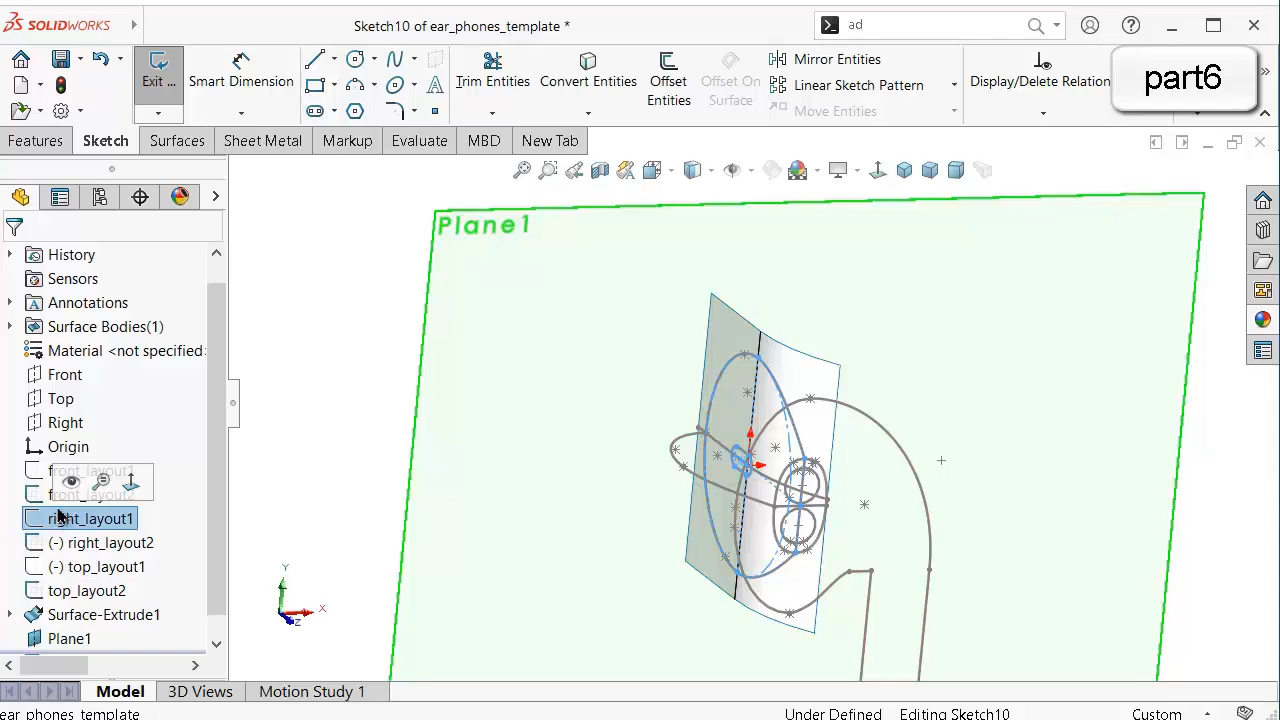 SOLIDWORKS
Sketch10 of ear_phones_template *
ad
part6
Exit ...
Smart Dimension
Trim Entities
Convert Entities
Offset Entities
Offset On Surface
Mirror Entities
Linear Sketch Pattern
Move Entities
Display/Delete Relation
Features
Sketch
Surfaces
Sheet Metal
Markup
Evaluate
MBD
New Tab
Plane1
History
Sensors
Annotations
Surface Bodies(1)
Material <not specified
Front
Top
Right
Origin
front_layout1
front_layout2
right_layout1
(-) right_layout2
(-) top_layout1
top_layout2
Surface-Extrude1
Plane1
Y
X
Z
Model
3D Views
Motion Study 1
ear_phones_template
Under Defined
Editing Sketch10
Custom